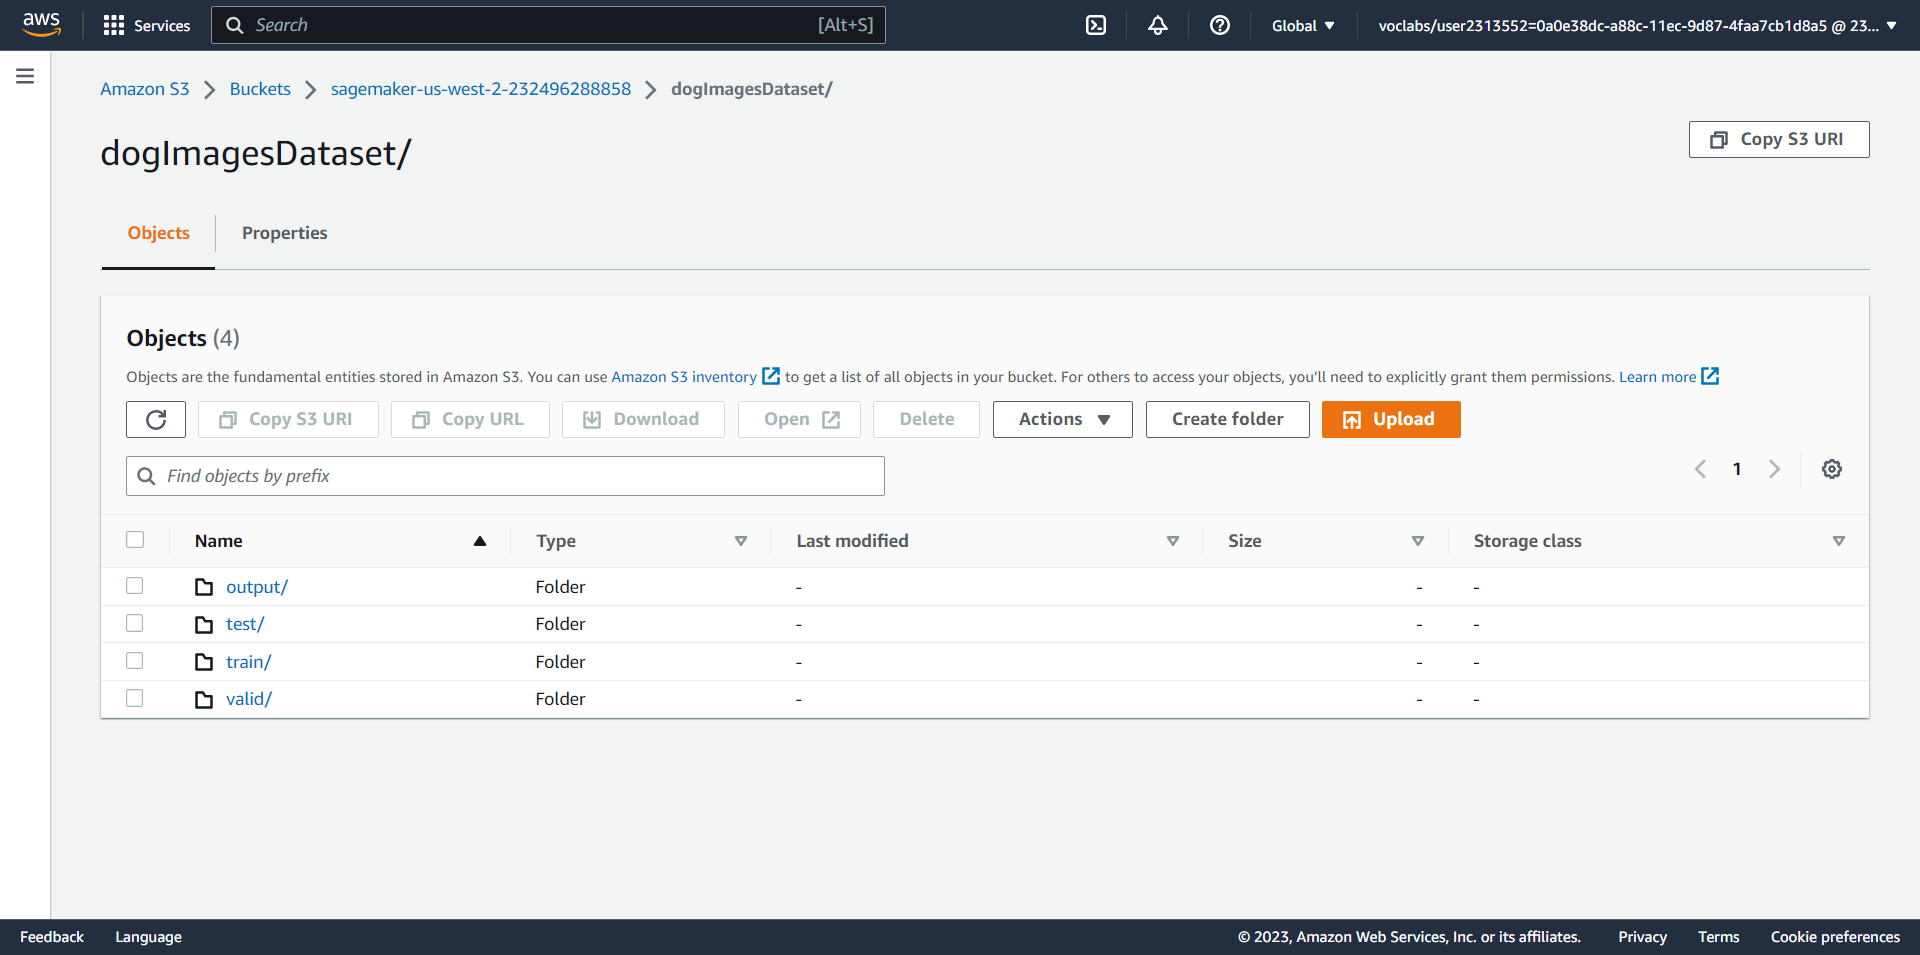 aws Services Search [Alt+S] Global voclabs/user2313552=0a0e38dc-a88c-11ec-9d87-4faa7cb1d8a5 @ 23...
Amazon S3 Buckets sagemaker-us-west-2-232496288858 dogImagesDataset/
dogImagesDataset/ Copy S3 URI
Objects Properties
Objects (4)
Objects are the fundamental entities stored in Amazon S3. You can use Amazon S3 inventory to get a list of all objects in your bucket. For others to access your objects, you’ll need to explicitly grant them permissions. Learn more
Copy S3 URI Copy URL Download Open Delete Actions Create folder Upload
Find objects by prefix 1
Name Type Last modified Size Storage class
output/ Folder - - -
test/ Folder - - -
train/ Folder - - -
valid/ Folder - - -
Feedback Language © 2023, Amazon Web Services, Inc. or its affiliates. Privacy Terms Cookie preferences